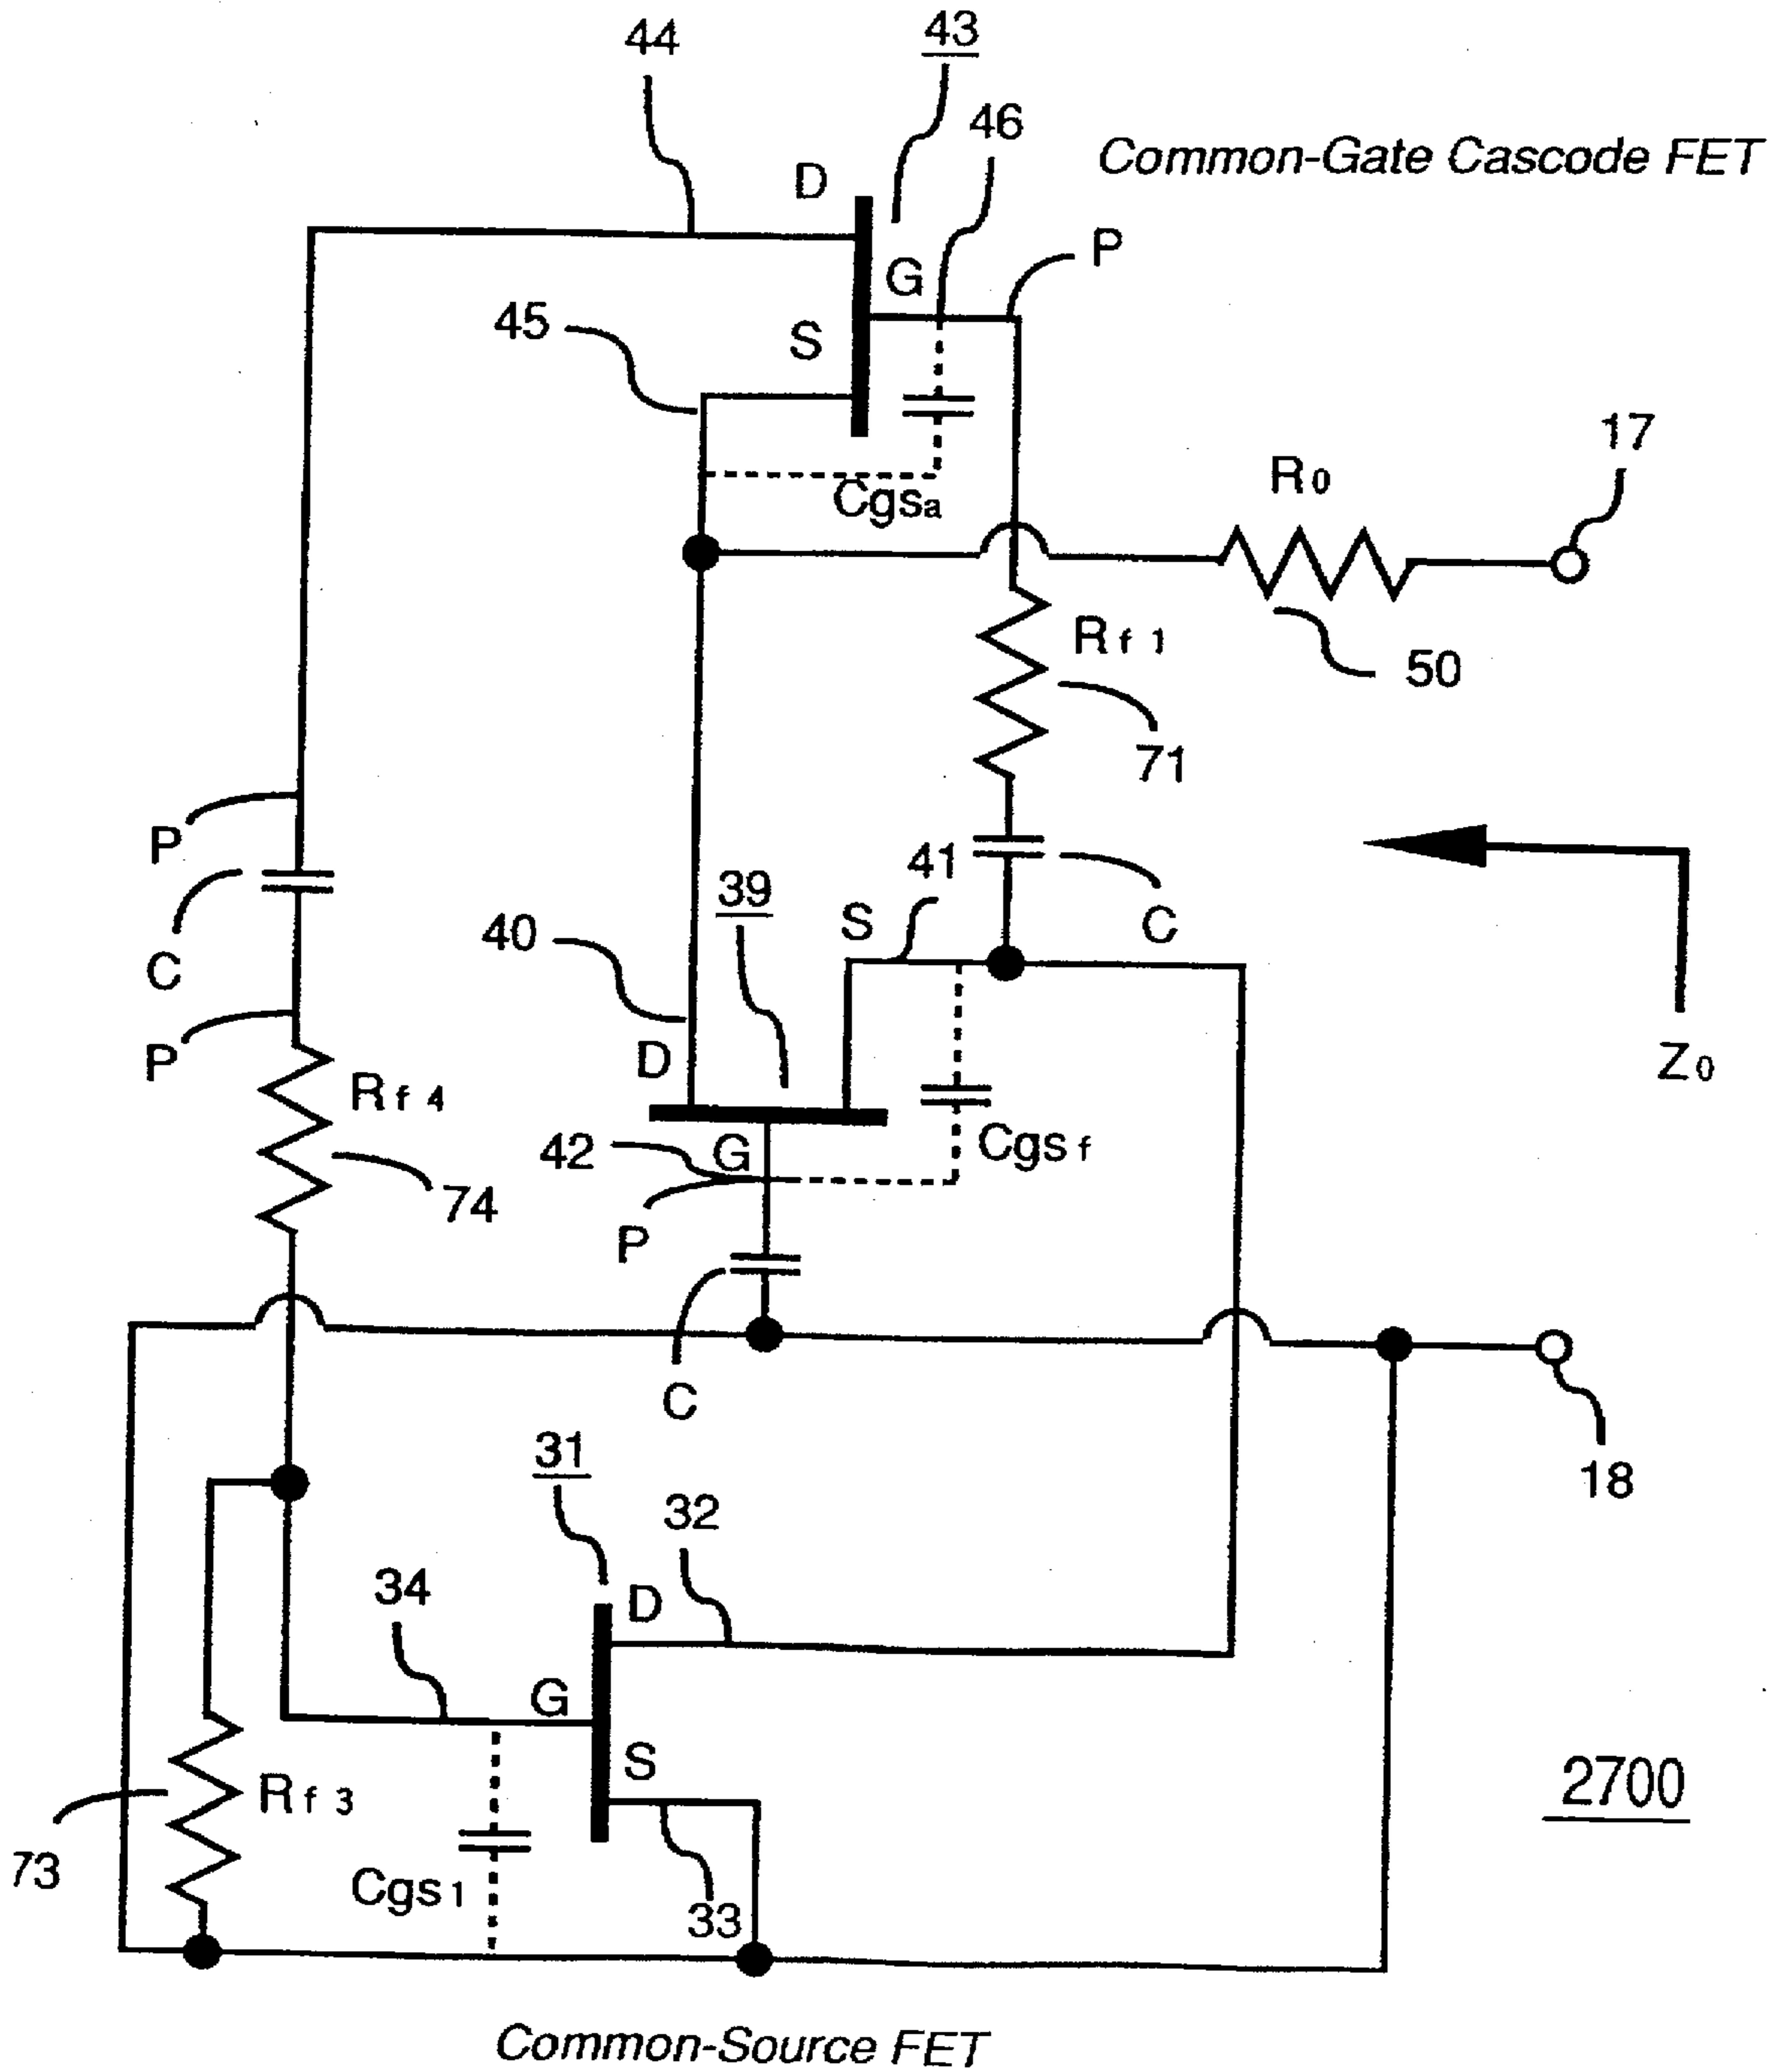 43
44
46
Common-Gate Cascode FET
D
P
G
45
S
17
R0
Cgsa
Rf1
50
71
P
41
39
S
C
40
C
D
P
Z0
Rf4
42
G
Cgsf
74
P
C
31
18
32
34
D
G
S
2700
Rf3
73
Cgs1
33
Common-Source FET